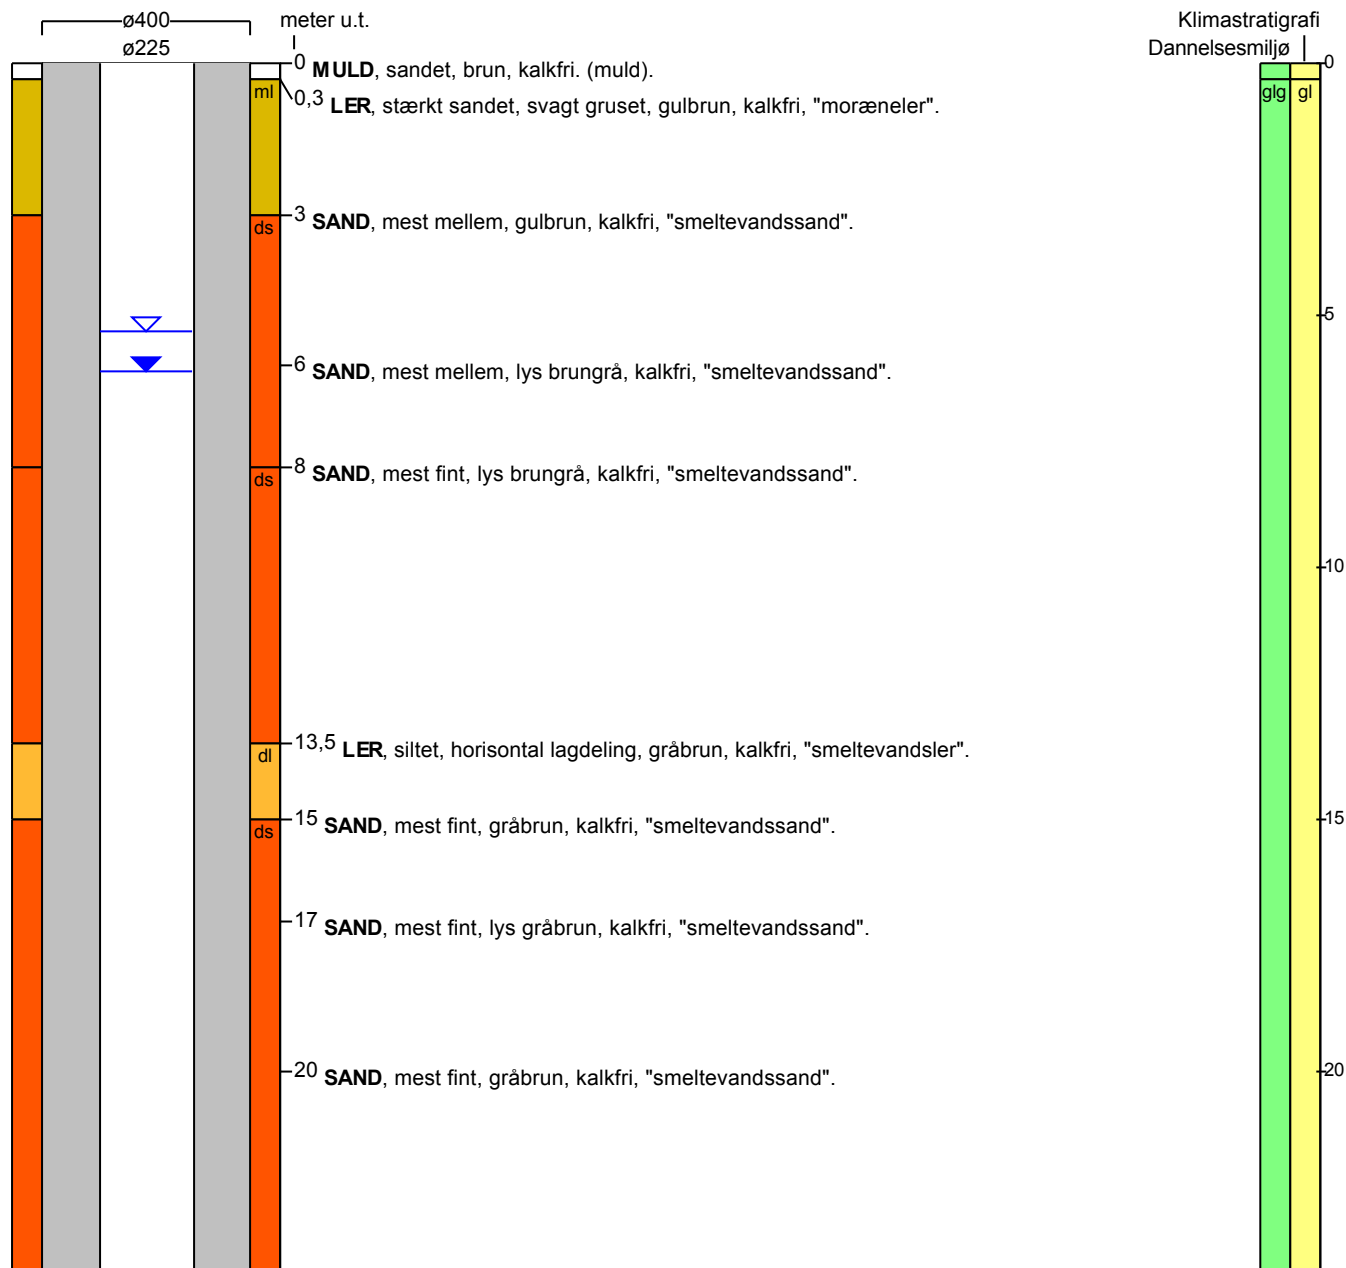 ø400
meter u.t.
Klimastratigrafi
ø225
Dannelsesmiljø
0 MULD, sandet, brun, kalkfri. (muld).
0
ml
0,3 LER, stærkt sandet, svagt gruset, gulbrun, kalkfri, "moræneler".
glg
gl
3 SAND, mest mellem, gulbrun, kalkfri, "smeltevandssand".
ds
5
6 SAND, mest mellem, lys brungrå, kalkfri, "smeltevandssand".
8 SAND, mest fint, lys brungrå, kalkfri, "smeltevandssand".
ds
10
13,5 LER, siltet, horisontal lagdeling, gråbrun, kalkfri, "smeltevandsler".
dl
15 SAND, mest fint, gråbrun, kalkfri, "smeltevandssand".
15
ds
17 SAND, mest fint, lys gråbrun, kalkfri, "smeltevandssand".
20 SAND, mest fint, gråbrun, kalkfri, "smeltevandssand".
20